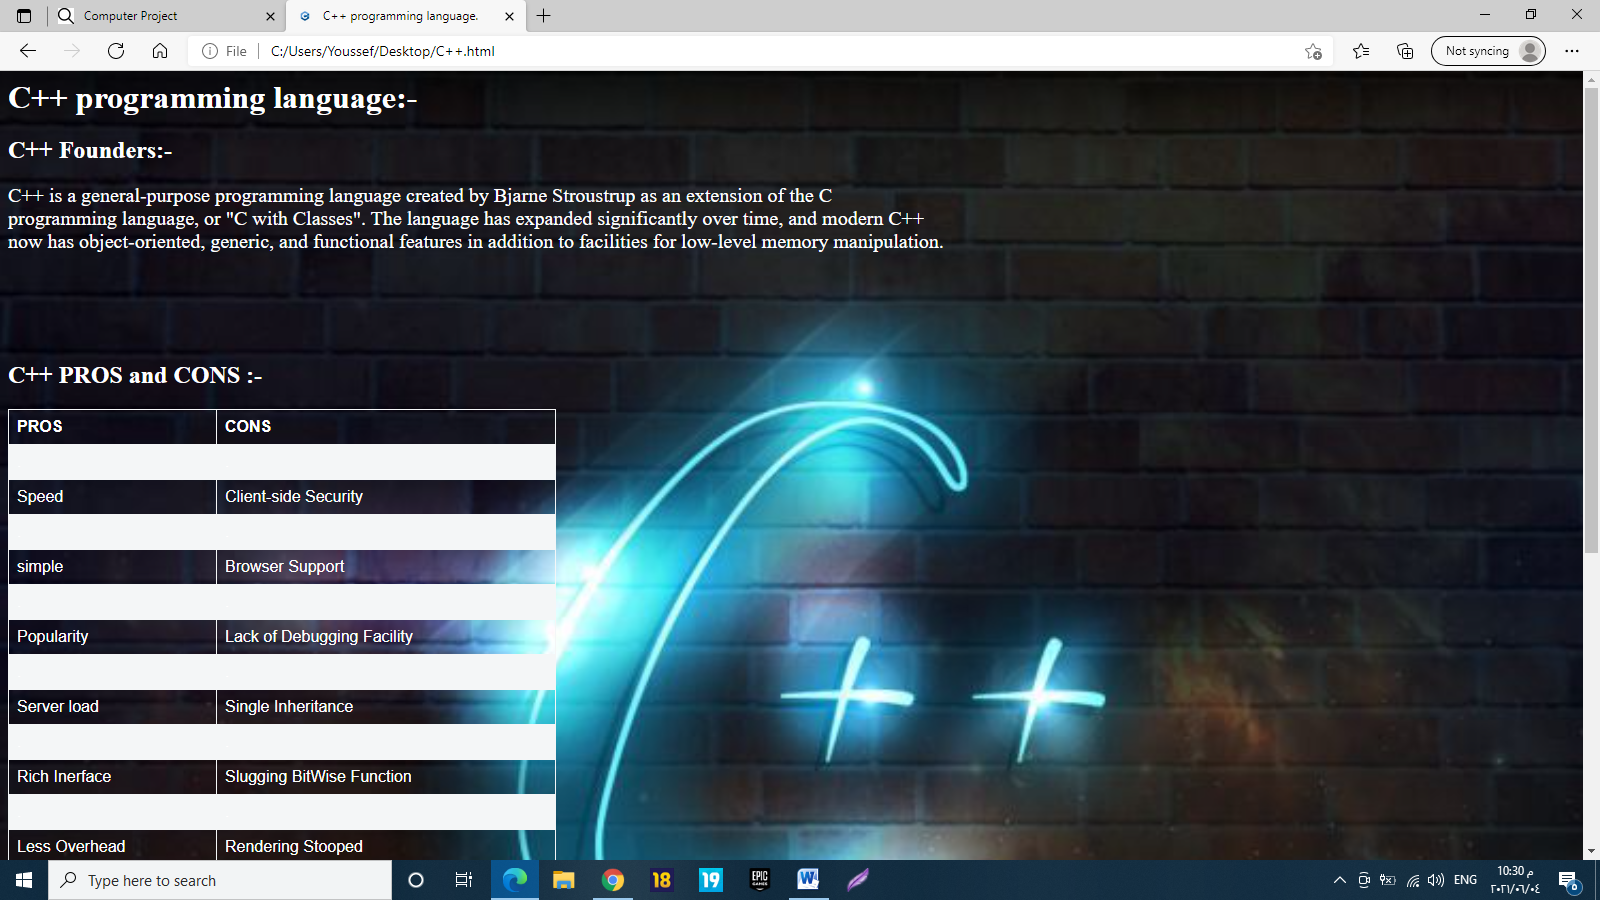 Computer Project
C++ programming language.
File
C:/Users/Youssef/Desktop/C++.html
Not syncing
C++ programming language:-
C++ Founders:-
C++ is a general-purpose programming language created by Bjarne Stroustrup as an extension of the C
programming language, or "C with Classes". The language has expanded significantly over time, and modern C++
now has object-oriented, generic, and functional features in addition to facilities for low-level memory manipulation.
C++ PROS and CONS :-
PROS CONS
Speed Client-side Security
simple Browser Support
Popularity Lack of Debugging Facility
Server load Single Inheritance
Rich Inerface Slugging BitWise Function
Less Overhead Rendering Stooped
C++
Type here to search
18
19
EPIC
GAMES
W
ENG
10:30 م
٢٠٢١/٠٦/٠٤